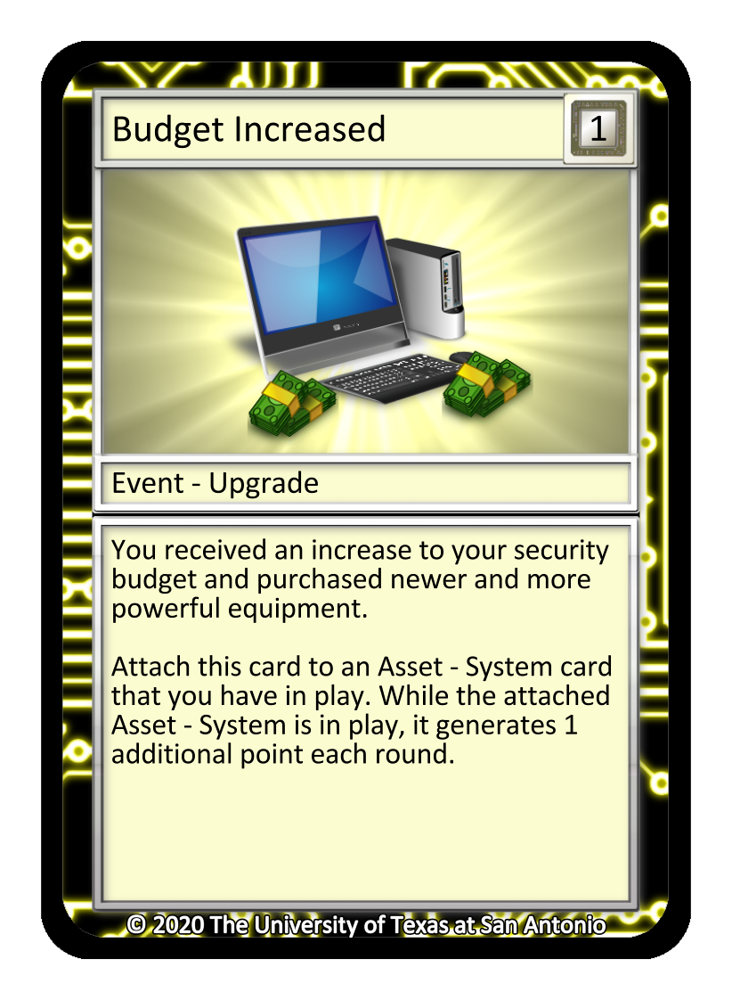 Budget Increased
1
Event - Upgrade
You received an increase to your security
budget and purchased newer and more
powerful equipment.
Attach this card to an Asset - System card
that you have in play. While the attached
Asset - System is in play, it generates 1
additional point each round.
© 2020 The University of Texas at San Antonio